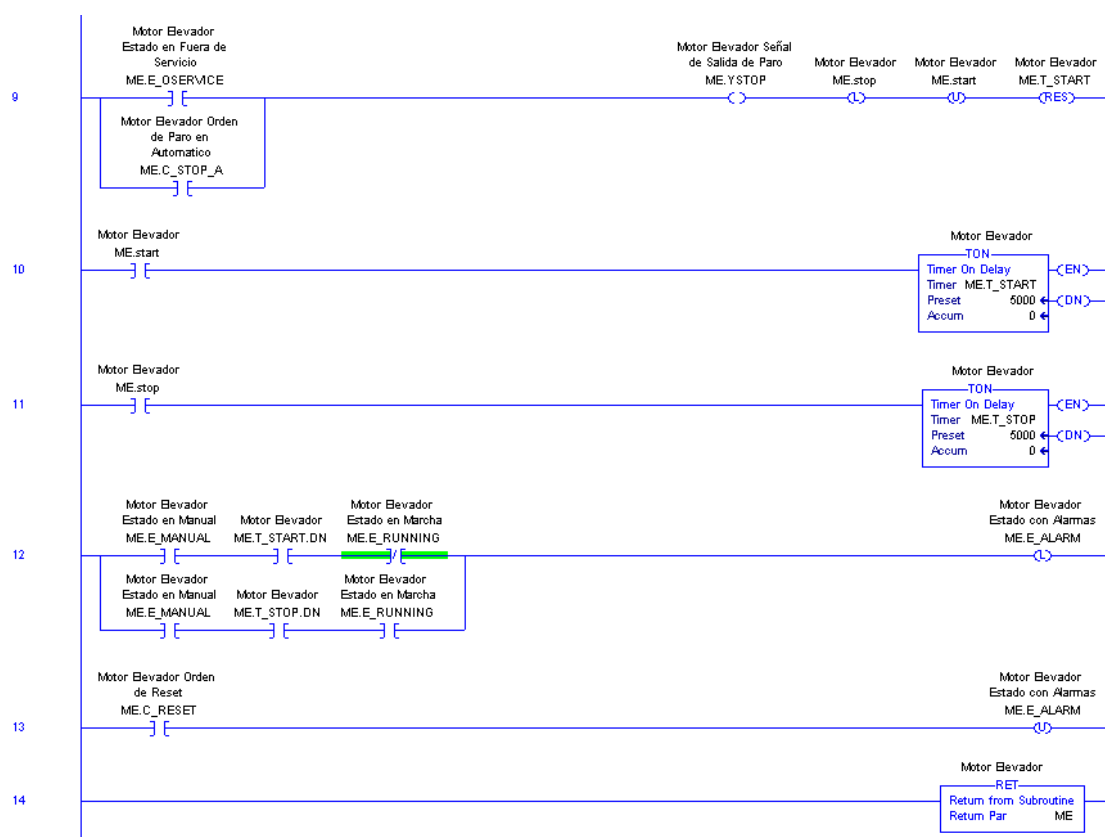 Motor Elevador
Estado en Fuera de
Servicio
ME.E_OSERVICE
Motor Elevador Señal
de Salida de Paro
ME.YSTOP
Motor Elevador
ME.stop
Motor Elevador
ME.start
Motor Elevador
ME.T_START
9
L
U
RES
Motor Elevador Orden
de Paro en
Automatico
ME.C_STOP_A
Motor Elevador
ME.start
Motor Elevador
TON
10
Timer On Delay
EN
Timer ME.T_START
Preset 5000
DN
Accum 0
Motor Elevador
ME.stop
Motor Elevador
TON
11
Timer On Delay
EN
Timer ME.T_STOP
Preset 5000
DN
Accum 0
Motor Elevador
Estado en Manual
ME.E_MANUAL
Motor Elevador
ME.T_START.DN
Motor Elevador
Estado en Marcha
ME.E_RUNNING
Motor Elevador
Estado con Alarmas
ME.E_ALARM
12
L
Motor Elevador
Estado en Manual
ME.E_MANUAL
Motor Elevador
ME.T_STOP.DN
Motor Elevador
Estado en Marcha
ME.E_RUNNING
Motor Elevador Orden
de Reset
ME.C_RESET
Motor Elevador
Estado con Alarmas
ME.E_ALARM
13
U
Motor Elevador
RET
14
Return from Subroutine
Return Par ME